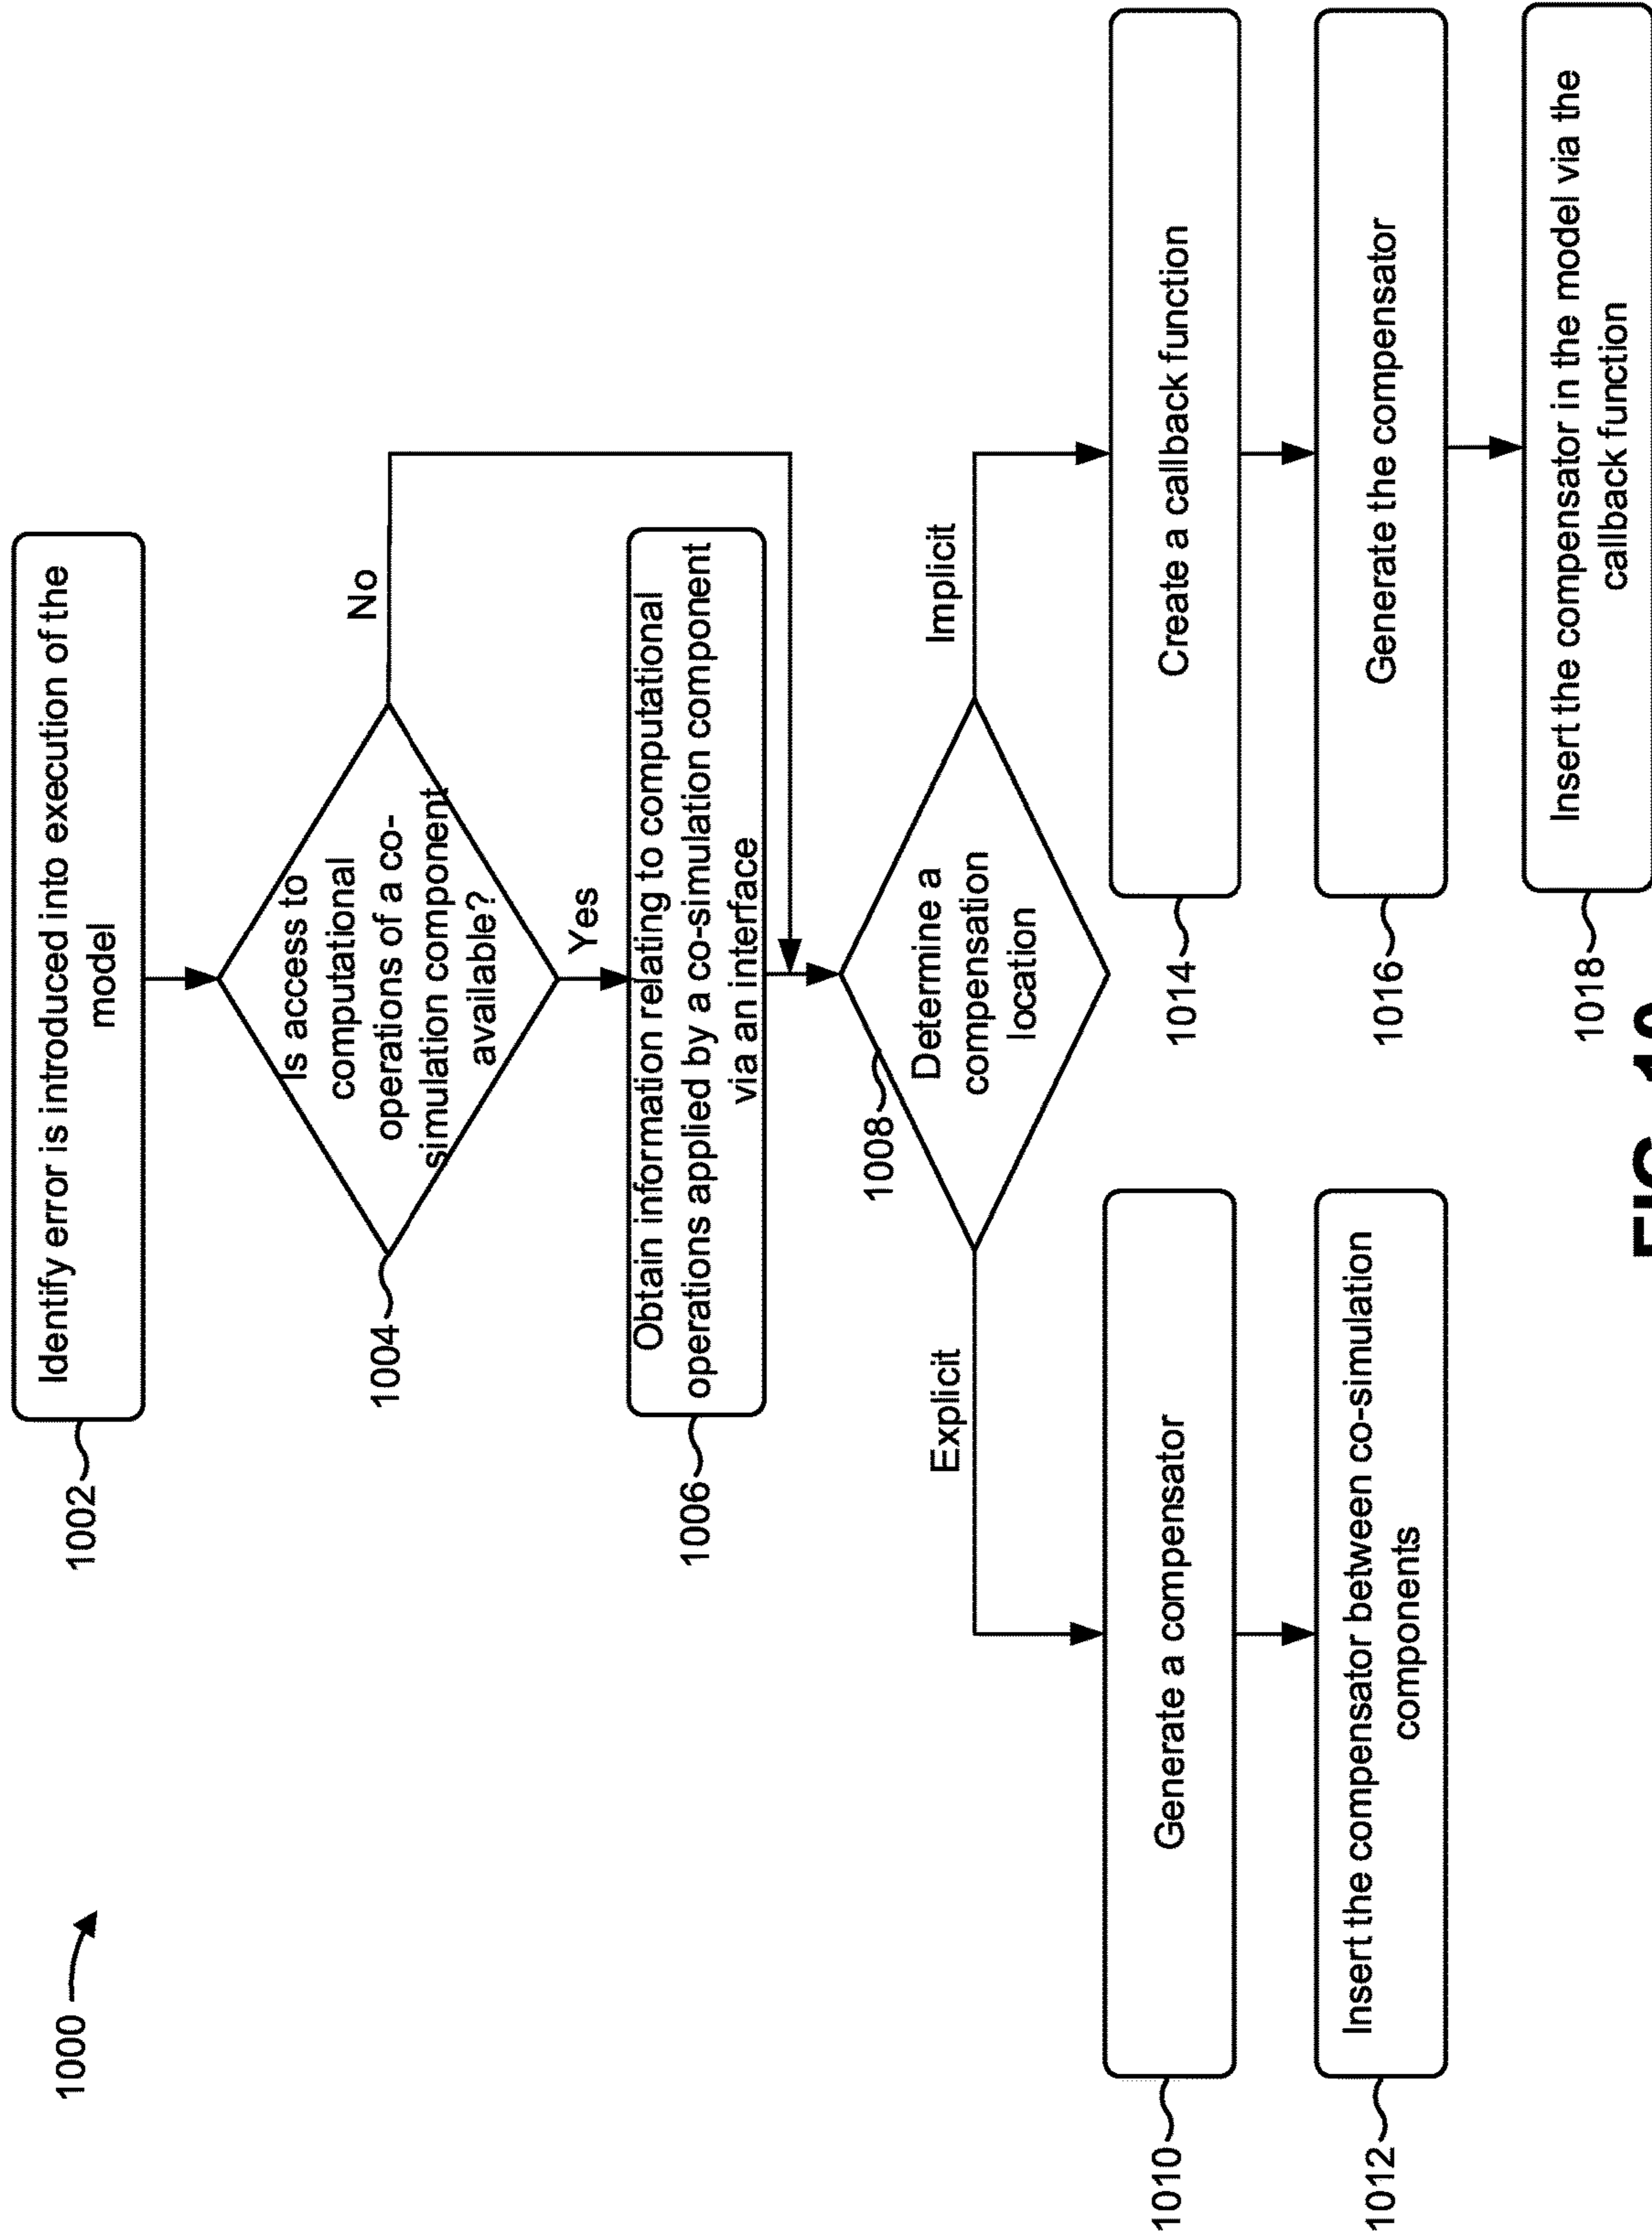 1000
1002
Identify error is introduced into execution of the
model
1004
Is access to
computational
operations of a co-
simulation component
available?
No
Yes
1006
Obtain information relating to computational
operations applied by a co-simulation component
via an interface
1008
Determine a
compensation
location
Explicit
Implicit
1010
Generate a compensator
1012
Insert the compensator between co-simulation
components
1014
Create a callback function
1016
Generate the compensator
1018
Insert the compensator in the model via the
callback function